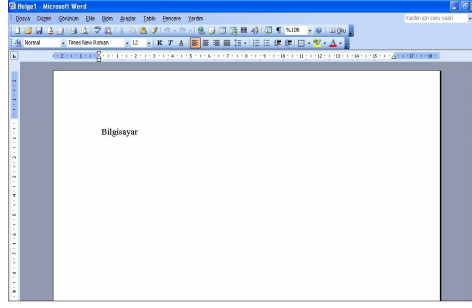 Belge1 - Microsoft Word
Dosya Düzen Görünüm Ekle Biçim Araçlar Tablo Pencere Yardım
Yardım için soru yazın
%105
Oku
Normal Times New Roman 12 K T A
Bilgisayar